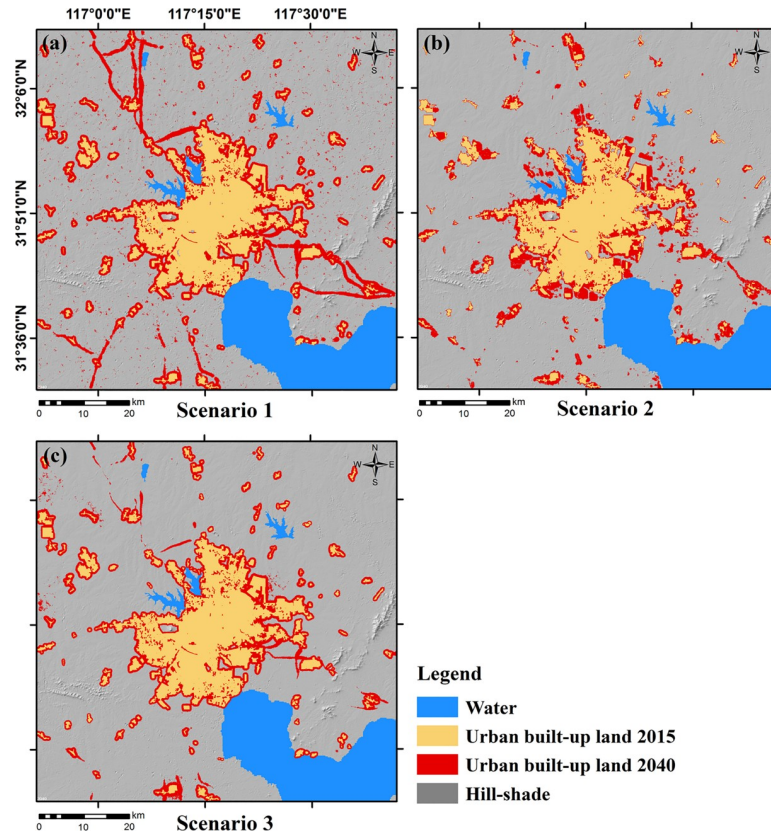 117°0'0"E 117°15'0"E 117°30'0"E
(a)
N
W E
S
(b)
N
W E
S
32°6'0"N
31°51'0"N
31°36'0"N
0 10 20 km
Scenario 1
0 10 20 km
Scenario 2
(c)
N
W E
S
0 10 20 km
Scenario 3
Legend
Water
Urban built-up land 2015
Urban built-up land 2040
Hill-shade